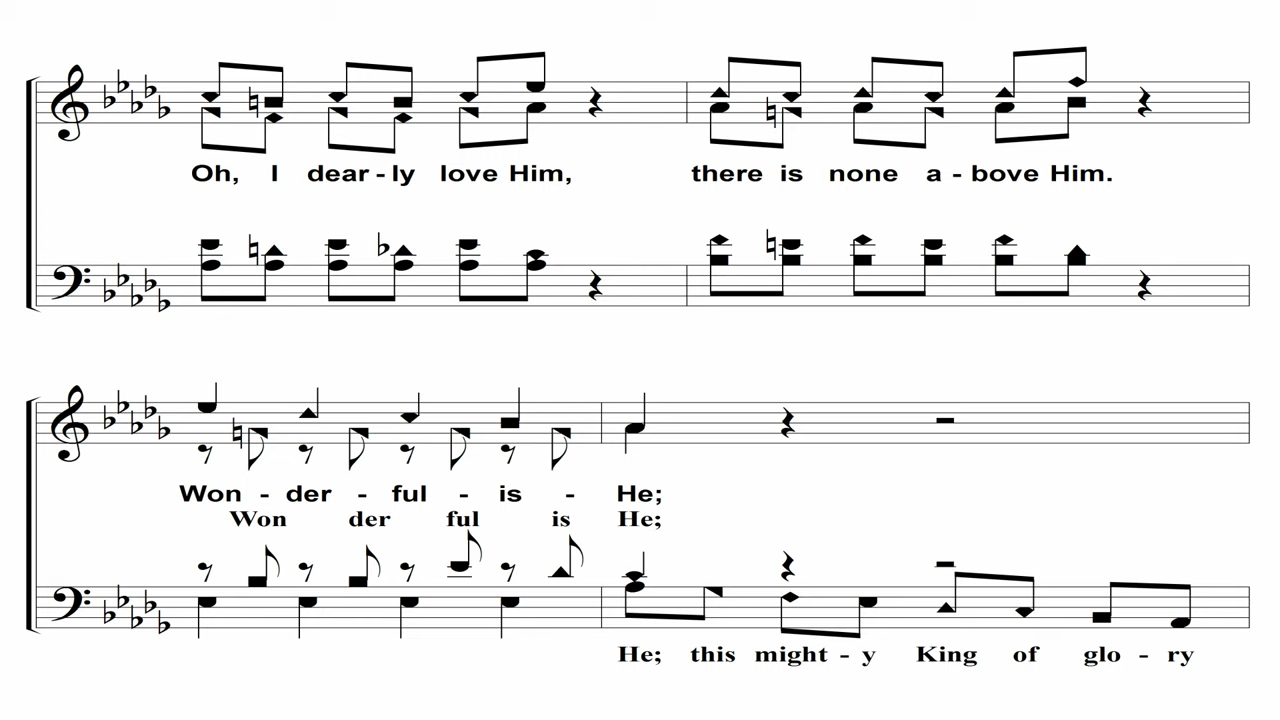 Oh, I dear - ly love Him, there is none a - bove Him.
Won - der - ful - is - He;
Won der ful is He;
He; this might - y King of glo - ry